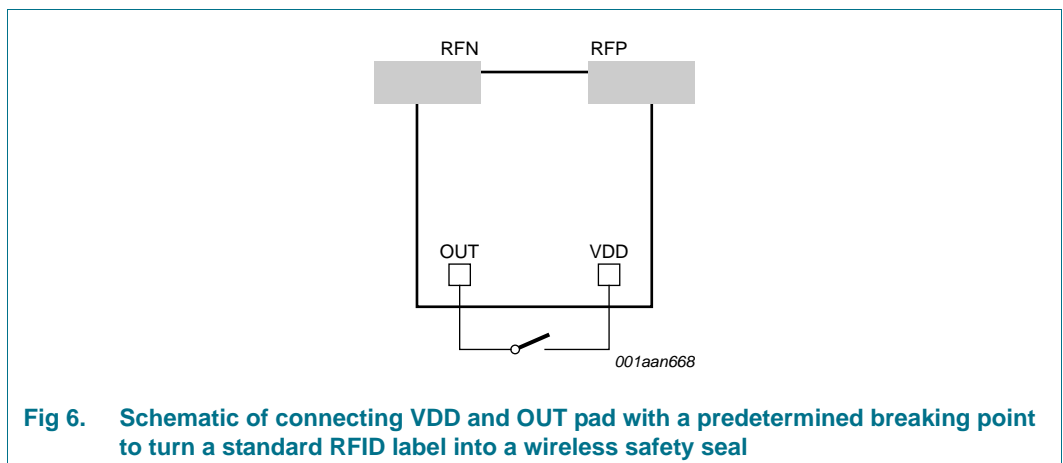 RFN RFP
OUT VDD
001aan668
Fig 6. Schematic of connecting VDD and OUT pad with a predetermined breaking point
to turn a standard RFID label into a wireless safety seal